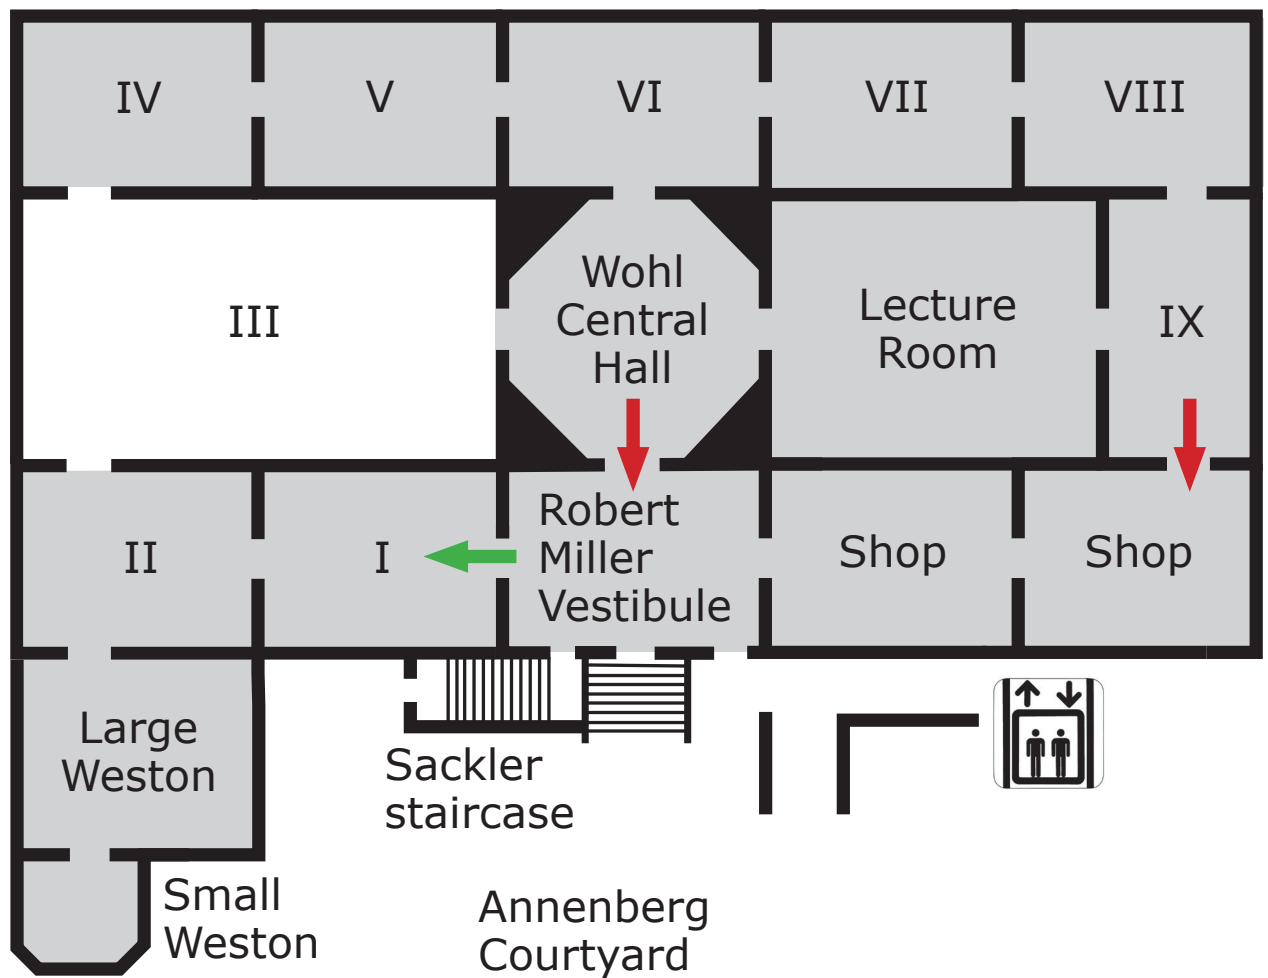 IV
V
VI
VII
VIII
III
Wohl
Central
Hall
Lecture
Room
IX
II
I
Robert
Miller
Vestibule
Shop
Shop
Large
Weston
Sackler
staircase
Small
Weston
Annenberg
Courtyard